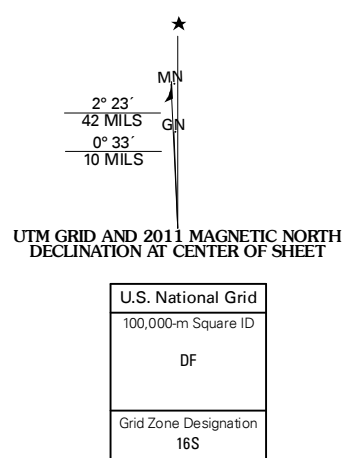 MN
2° 23´
42 MILS
GN
0° 33´
10 MILS
UTM GRID AND 2011 MAGNETIC NORTH
DECLINATION AT CENTER OF SHEET
U.S. National Grid
100,000-m Square ID
DF
Grid Zone Designation
16S